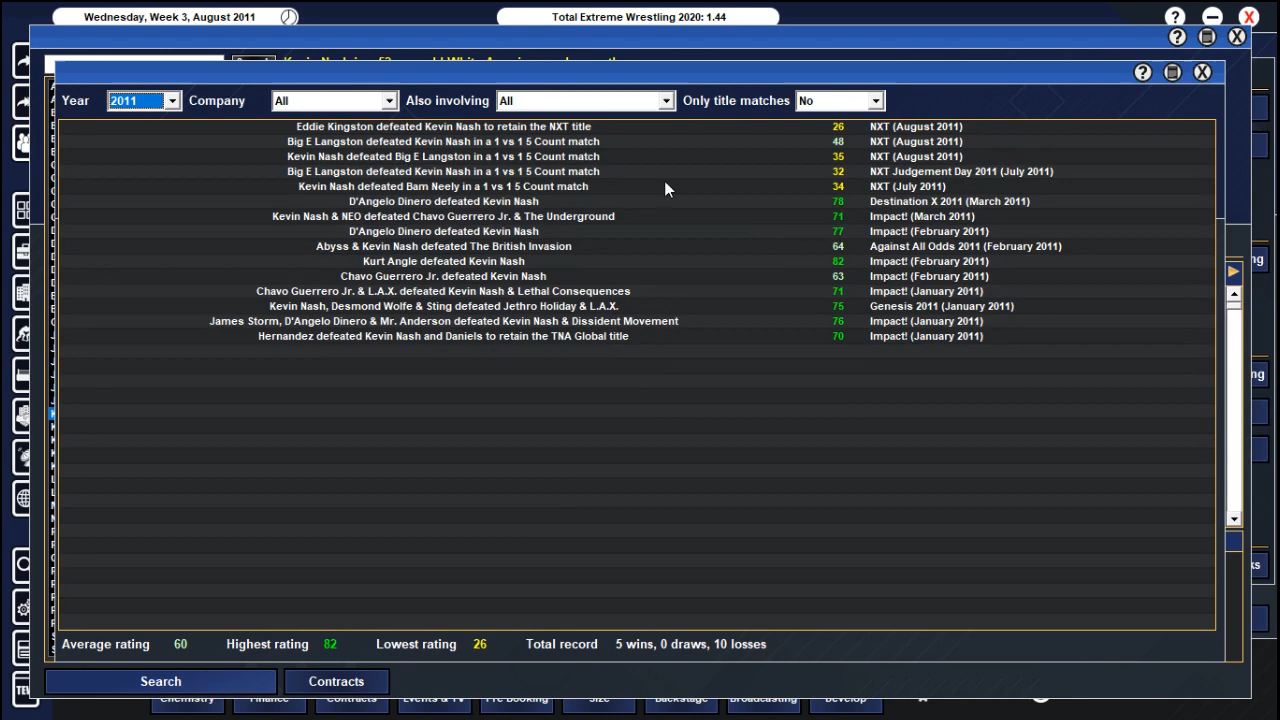 Wednesday, Week 3, August 2011
Total Extreme Wrestling 2020: 1.44
Year 2011 Company All Also involving All Only title matches No
Eddie Kingston defeated Kevin Nash to retain the NXT title 26 NXT (August 2011)
Big E Langston defeated Kevin Nash in a 1 vs 1 5 Count match 48 NXT (August 2011)
Kevin Nash defeated Big E Langston in a 1 vs 1 5 Count match 35 NXT (August 2011)
Big E Langston defeated Kevin Nash in a 1 vs 1 5 Count match 32 NXT Judgement Day 2011 (July 2011)
Kevin Nash defeated Bam Neely in a 1 vs 1 5 Count match 34 NXT (July 2011)
D'Angelo Dinero defeated Kevin Nash 78 Destination X 2011 (March 2011)
Kevin Nash & NEO defeated Chavo Guerrero Jr. & The Underground 71 Impact! (March 2011)
D'Angelo Dinero defeated Kevin Nash 77 Impact! (February 2011)
Abyss & Kevin Nash defeated The British Invasion 64 Against All Odds 2011 (February 2011)
Kurt Angle defeated Kevin Nash 82 Impact! (February 2011)
Chavo Guerrero Jr. defeated Kevin Nash 63 Impact! (February 2011)
Chavo Guerrero Jr. & L.A.X. defeated Kevin Nash & Lethal Consequences 71 Impact! (January 2011)
Kevin Nash, Desmond Wolfe & Sting defeated Jethro Holiday & L.A.X. 75 Genesis 2011 (January 2011)
James Storm, D'Angelo Dinero & Mr. Anderson defeated Kevin Nash & Dissident Movement 76 Impact! (January 2011)
Hernandez defeated Kevin Nash and Daniels to retain the TNA Global title 70 Impact! (January 2011)
Average rating 60 Highest rating 82 Lowest rating 26 Total record 5 wins, 0 draws, 10 losses
Search Contracts